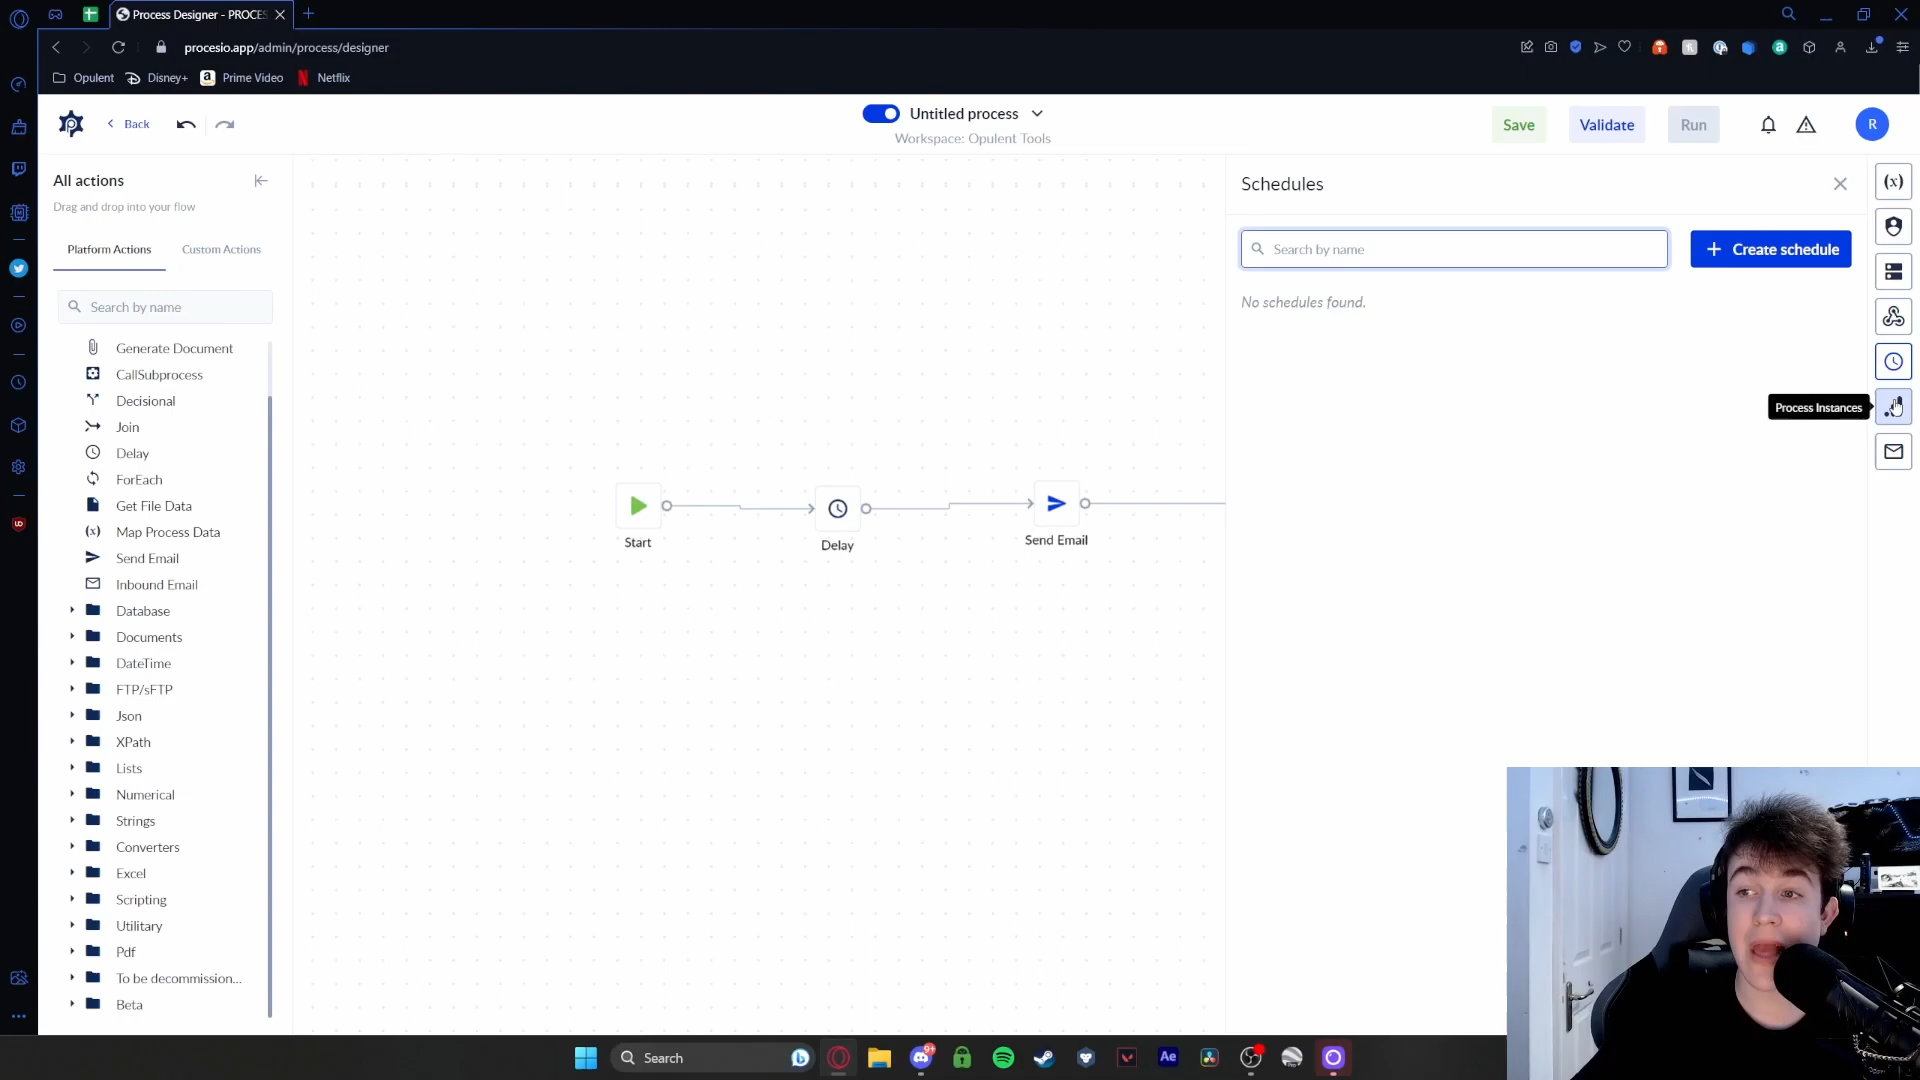 Process Designer - PROCES
procesio.app/admin/process/designer
Opulent
Disney+
Prime Video
Netflix
Back
Untitled process
Workspace: Opulent Tools
Save
Validate
Run
R
All actions
Drag and drop into your flow
Platform Actions
Custom Actions
Search by name
Generate Document
CallSubprocess
Decisional
Join
Delay
ForEach
Get File Data
(x) Map Process Data
Send Email
Inbound Email
Database
Documents
DateTime
FTP/sFTP
Json
XPath
Lists
Numerical
Strings
Converters
Excel
Scripting
Utilitary
Pdf
To be decommission...
Beta
Start
Delay
Send Email
Schedules
Search by name
Create schedule
No schedules found.
(x)
Process Instances
Search
9+
Ae